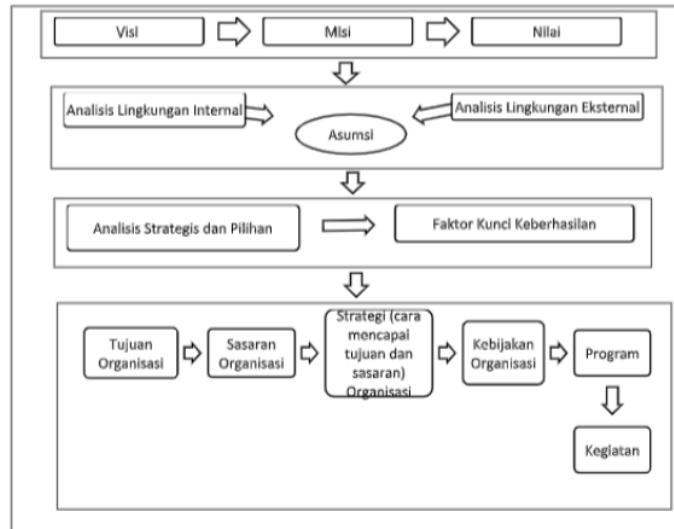 Visi
Misi
Nilai
Analisis Lingkungan Internal
Analisis Lingkungan Eksternal
Asumsi
Analisis Strategis dan Pilihan
Faktor Kunci Keberhasilan
Tujuan
Organisasi
Sasaran
Organisasi
Strategi (cara
mencapai
tujuan dan
sasaran)
Organisasi
Kebijakan
Organisasi
Program
Kegiatan